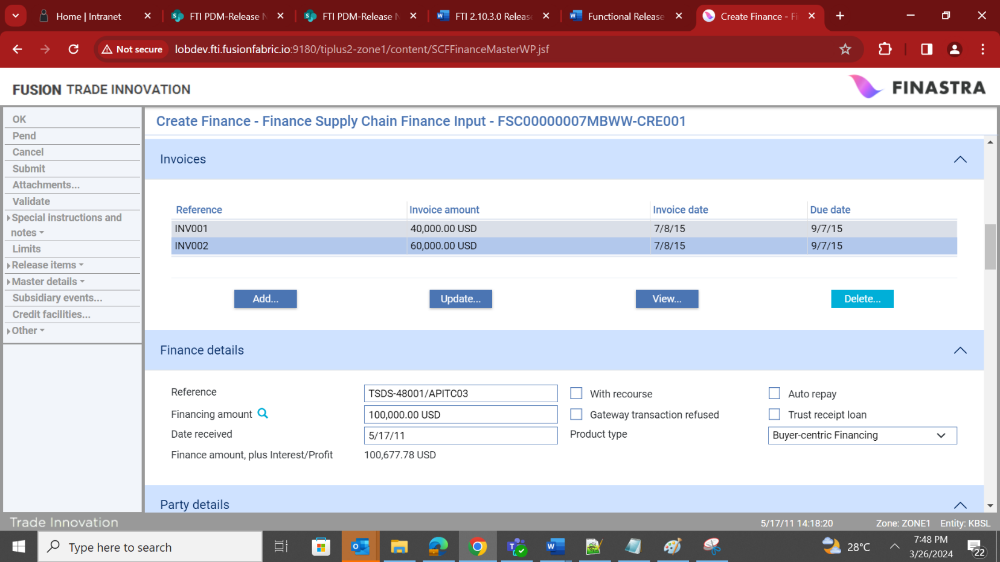 Home | Intranet
FTI PDM-Release N
FTI PDM-Release N
FTI 2.10.3.0 Release
Functional Release
Create Finance - Fi
Not secure
lobdev.fti.fusionfabric.io:9180/tiplus2-zone1/content/SCFFinanceMasterWP.jsf
FUSION TRADE INNOVATION
FINASTRA
OK
Pend
Cancel
Submit
Attachments...
Validate
Special instructions and
notes
Limits
Release items
Master details
Subsidiary events...
Credit facilities...
Other
Create Finance - Finance Supply Chain Finance Input - FSC00000007MBWW-CRE001
Invoices
Reference Invoice amount Invoice date Due date
INV001 40,000.00 USD 7/8/15 9/7/15
INV002 60,000.00 USD 7/8/15 9/7/15
Add... Update... View... Delete...
Finance details
Reference TSDS-48001/APITC03 With recourse Auto repay
Financing amount 100,000.00 USD Gateway transaction refused Trust receipt loan
Date received 5/17/11 Product type Buyer-centric Financing
Finance amount, plus Interest/Profit 100,677.78 USD
Party details
Trade Innovation 5/17/11 14:18:20 Zone: ZONE1 Entity: KBSL
Type here to search
28°C
7:48 PM
3/26/2024
22